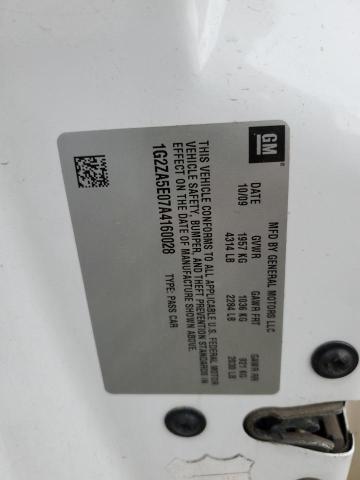 GM
MFD BY GENERAL MOTORS LLC
DATE GVWR GAWR FRT GAWR RR
10/09 1957 KG 1036 KG 921 KG
4314 LB 2284 LB 2030 LB
THIS VEHICLE CONFORMS TO ALL APPLICABLE U.S. FEDERAL MOTOR
VEHICLE SAFETY, BUMPER, AND THEFT PREVENTION STANDARDS IN
EFFECT ON THE DATE OF MANUFACTURE SHOWN ABOVE.
1G2ZA5E07A4160028 TYPE: PASS CAR